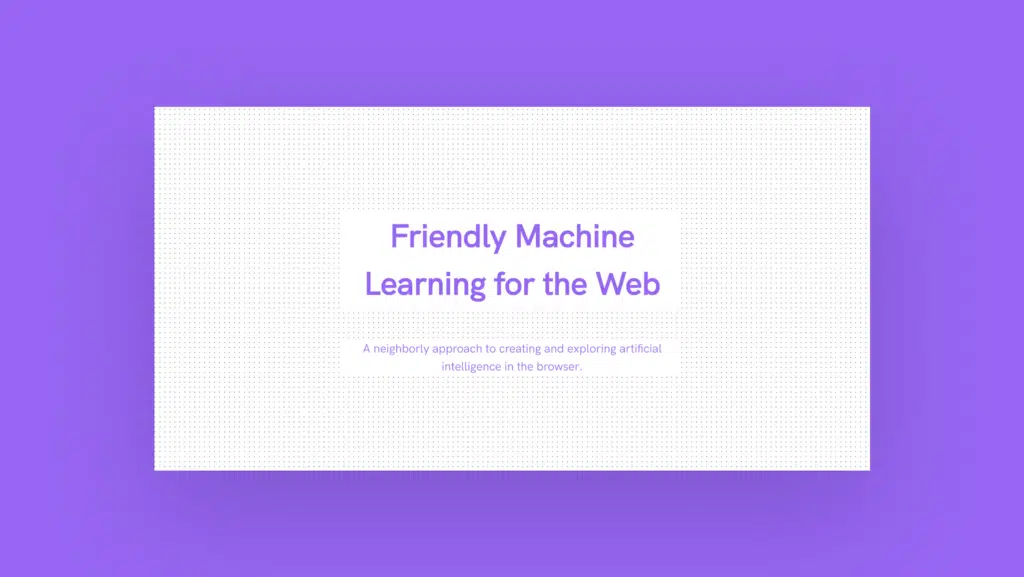 Friendly Machine
Learning for the Web
A neighborly approach to creating and exploring artificial
intelligence in the browser.